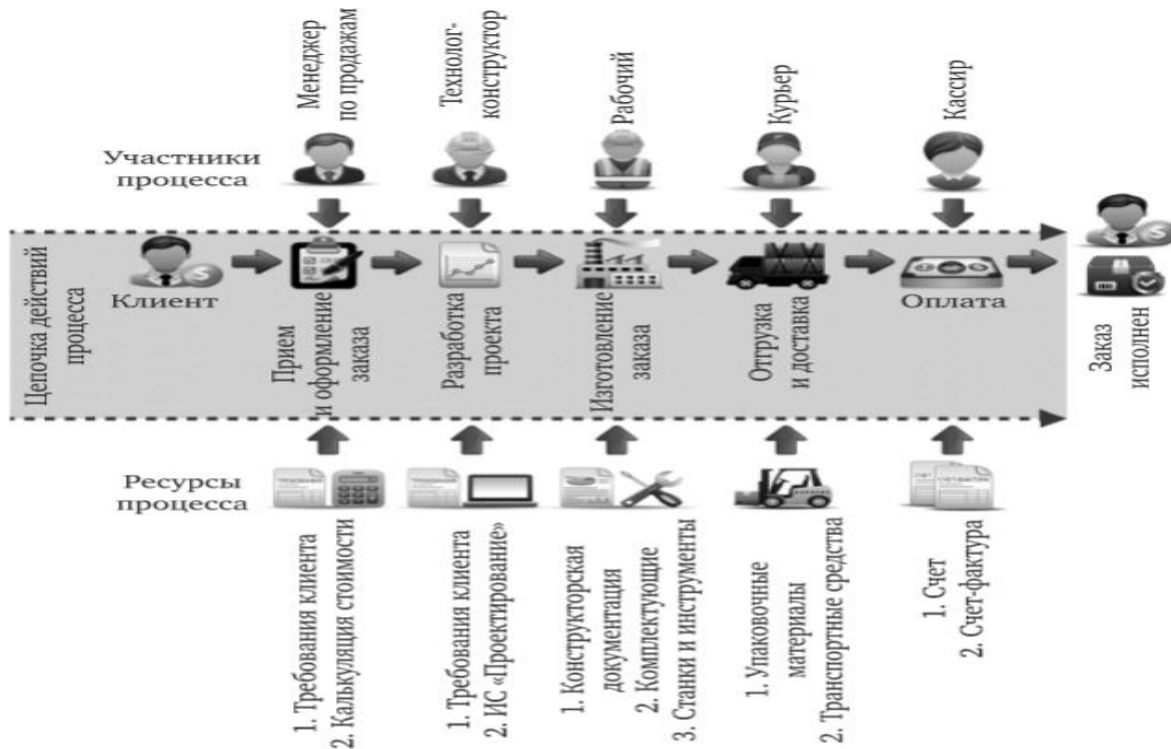 Менеджер
по продажам
Технолог-
конструктор
Рабочий
Курьер
Кассир
Участники
процесса
Цепочка действий
процесса
Клиент
Прием
и оформление
заказа
Разработка
проекта
Изготовление
заказа
Отгрузка
и доставка
Оплата
Заказ
исполнен
Ресурсы
процесса
1. Требования клиента
2. Калькуляция стоимости
1. Требования клиента
2. ИС «Проектирование»
1. Конструкторская
документация
2. Комплектующие
3. Станки и инструменты
1. Упаковочные
материалы
2. Транспортные средства
1. Счет
2. Счет-фактура